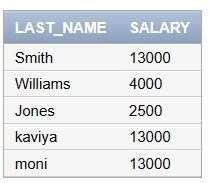 LAST_NAME SALARY
Smith 13000
Williams 4000
Jones 2500
kaviya 13000
moni 13000